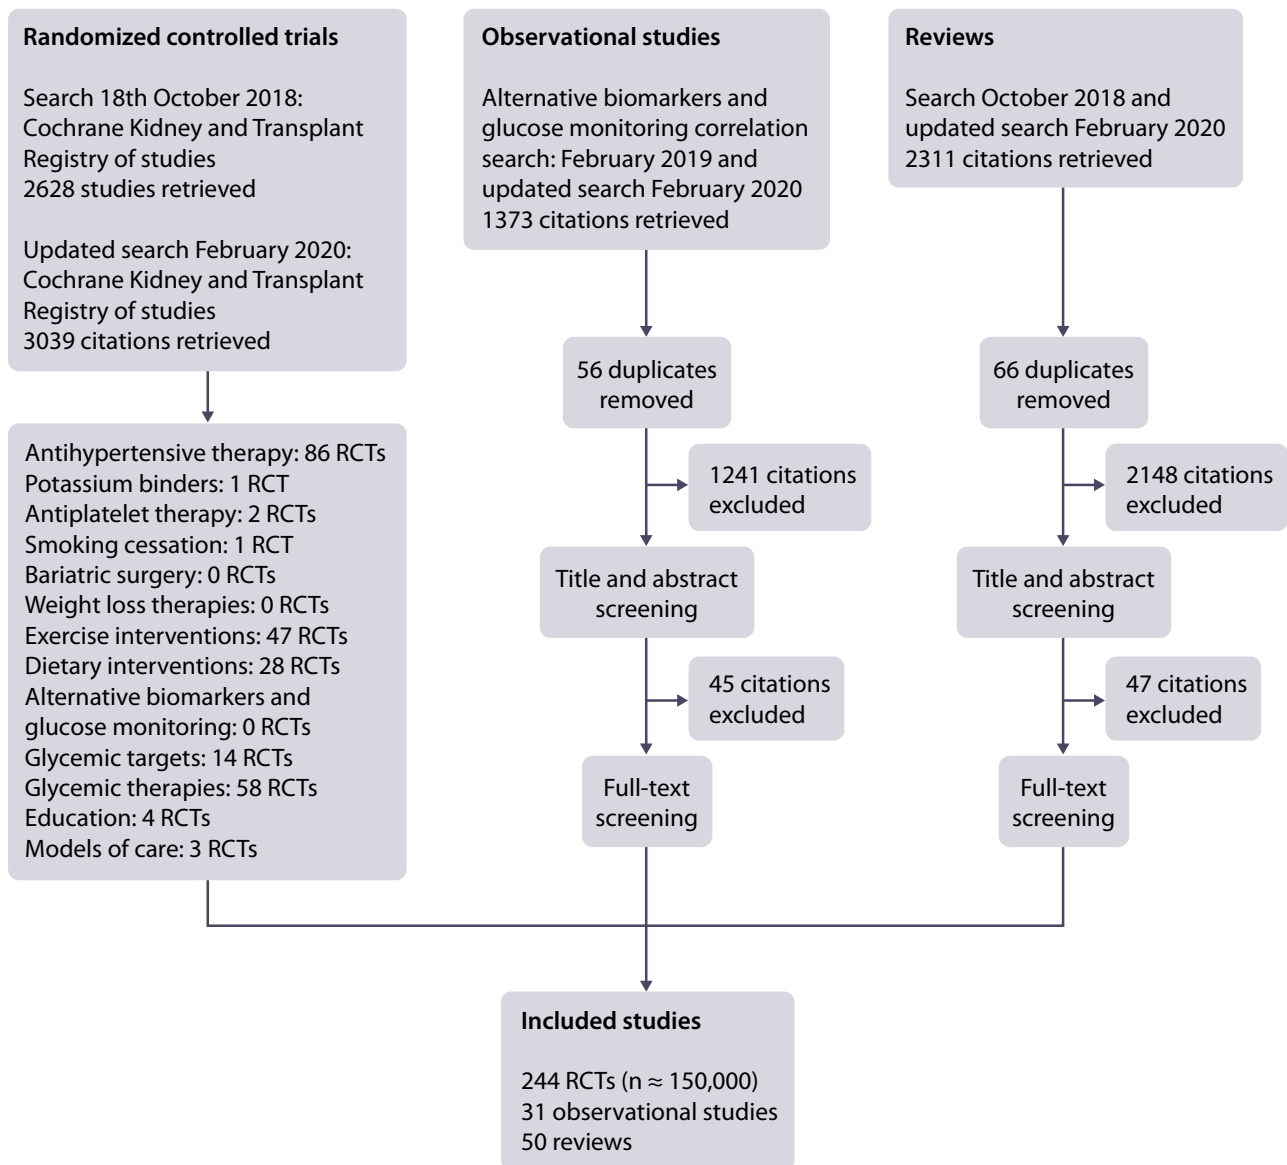 Randomized controlled trials
Search 18th October 2018:
Cochrane Kidney and Transplant
Registry of studies
2628 studies retrieved
Updated search February 2020:
Cochrane Kidney and Transplant
Registry of studies
3039 citations retrieved
Antihypertensive therapy: 86 RCTs
Potassium binders: 1 RCT
Antiplatelet therapy: 2 RCTs
Smoking cessation: 1 RCT
Bariatric surgery: 0 RCTs
Weight loss therapies: 0 RCTs
Exercise interventions: 47 RCTs
Dietary interventions: 28 RCTs
Alternative biomarkers and
glucose monitoring: 0 RCTs
Glycemic targets: 14 RCTs
Glycemic therapies: 58 RCTs
Education: 4 RCTs
Models of care: 3 RCTs
Observational studies
Alternative biomarkers and
glucose monitoring correlation
search: February 2019 and
updated search February 2020
1373 citations retrieved
56 duplicates
removed
1241 citations
excluded
Title and abstract
screening
45 citations
excluded
Full-text
screening
Reviews
Search October 2018 and
updated search February 2020
2311 citations retrieved
66 duplicates
removed
2148 citations
excluded
Title and abstract
screening
47 citations
excluded
Full-text
screening
Included studies
244 RCTs (n ≈ 150,000)
31 observational studies
50 reviews